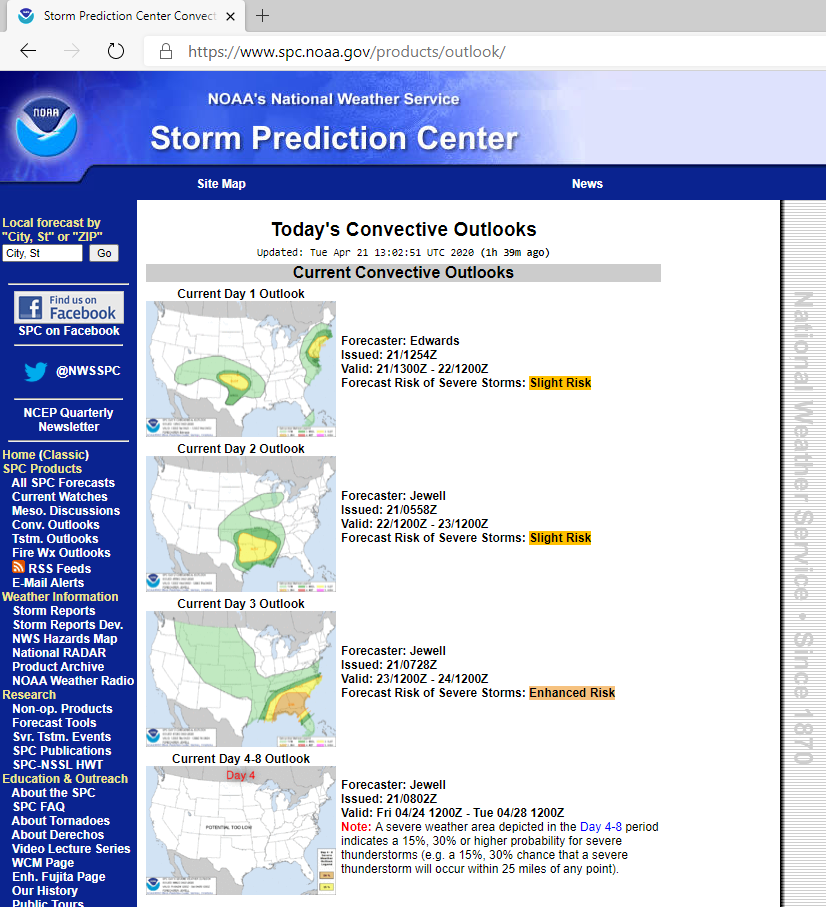 Storm Prediction Center Convect
https://www.spc.noaa.gov/products/outlook/
NOAA
NOAA's National Weather Service
Storm Prediction Center
Site Map
News
Local forecast by
"City, St" or "ZIP"
City, St
Go
Find us on
Facebook
SPC on Facebook
@NWSSPC
NCEP Quarterly
Newsletter
Home (Classic)
SPC Products
All SPC Forecasts
Current Watches
Meso. Discussions
Conv. Outlooks
Tstm. Outlooks
Fire Wx Outlooks
RSS Feeds
E-Mail Alerts
Weather Information
Storm Reports
Storm Reports Dev.
NWS Hazards Map
National RADAR
Product Archive
NOAA Weather Radio
Research
Non-op. Products
Forecast Tools
Svr. Tstm. Events
SPC Publications
SPC-NSSL HWT
Education & Outreach
About the SPC
SPC FAQ
About Tornadoes
About Derechos
Video Lecture Series
WCM Page
Enh. Fujita Page
Our History
Public Tours
Today's Convective Outlooks
Updated: Tue Apr 21 13:02:51 UTC 2020 (1h 39m ago)
Current Convective Outlooks
Current Day 1 Outlook
Forecaster: Edwards
Issued: 21/1254Z
Valid: 21/1300Z - 22/1200Z
Forecast Risk of Severe Storms: Slight Risk
Current Day 2 Outlook
Forecaster: Jewell
Issued: 21/0558Z
Valid: 22/1200Z - 23/1200Z
Forecast Risk of Severe Storms: Slight Risk
Current Day 3 Outlook
Forecaster: Jewell
Issued: 21/0728Z
Valid: 23/1200Z - 24/1200Z
Forecast Risk of Severe Storms: Enhanced Risk
Current Day 4-8 Outlook
Day 4
POTENTIAL TOO LOW
Forecaster: Jewell
Issued: 21/0802Z
Valid: Fri 04/24 1200Z - Tue 04/28 1200Z
Note: A severe weather area depicted in the Day 4-8 period
indicates a 15%, 30% or higher probability for severe
thunderstorms (e.g. a 15%, 30% chance that a severe
thunderstorm will occur within 25 miles of any point).
National Weather Service • Since 1870